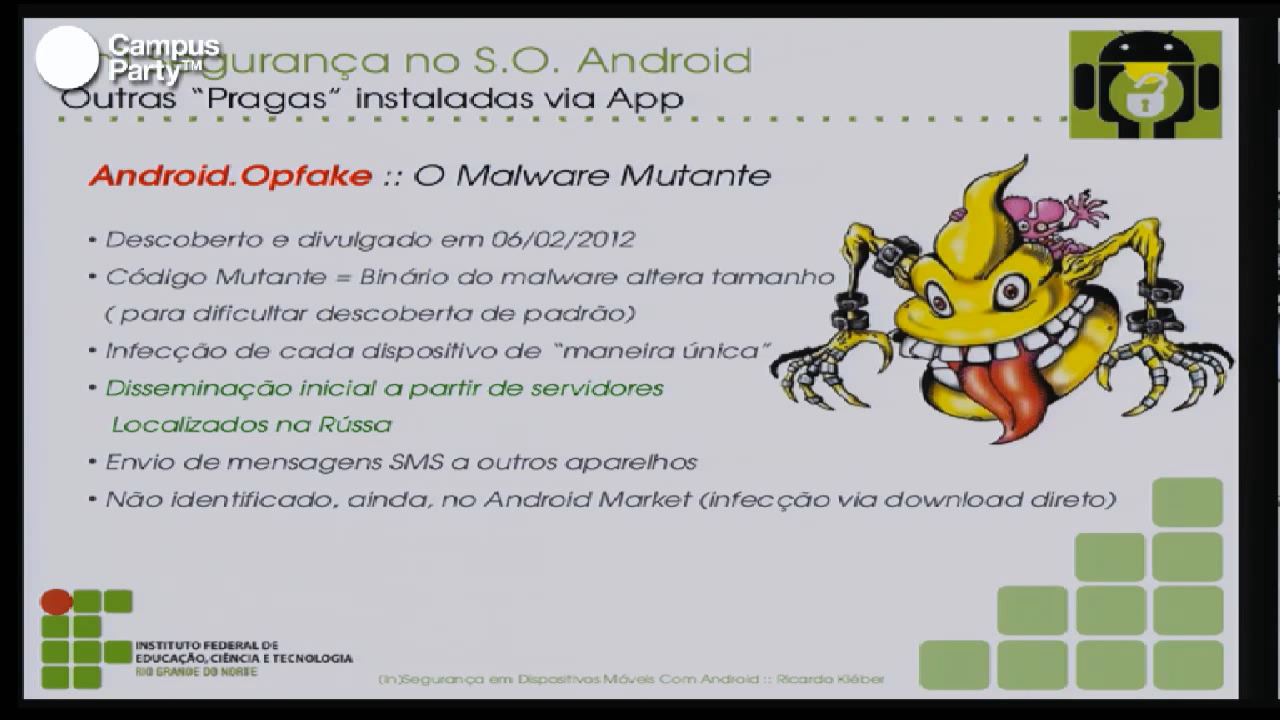 Campus
Party™
Segurança no S.O. Android
Outras “Pragas” instaladas via App
Android.Opfake :: O Malware Mutante
• Descoberto e divulgado em 06/02/2012
• Código Mutante = Binário do malware altera tamanho
( para dificultar descoberta de padrão)
• Infecção de cada dispositivo de “maneira única”
• Disseminação inicial a partir de servidores
Localizados na Rússa
• Envio de mensagens SMS a outros aparelhos
• Não identificado, ainda, no Android Market (infecção via download direto)
INSTITUTO FEDERAL DE
EDUCAÇÃO, CIÊNCIA E TECNOLOGIA
RIO GRANDE DO NORTE
(In)Segurança em Dispositivos Móveis Com Android :: Ricardo Kléber